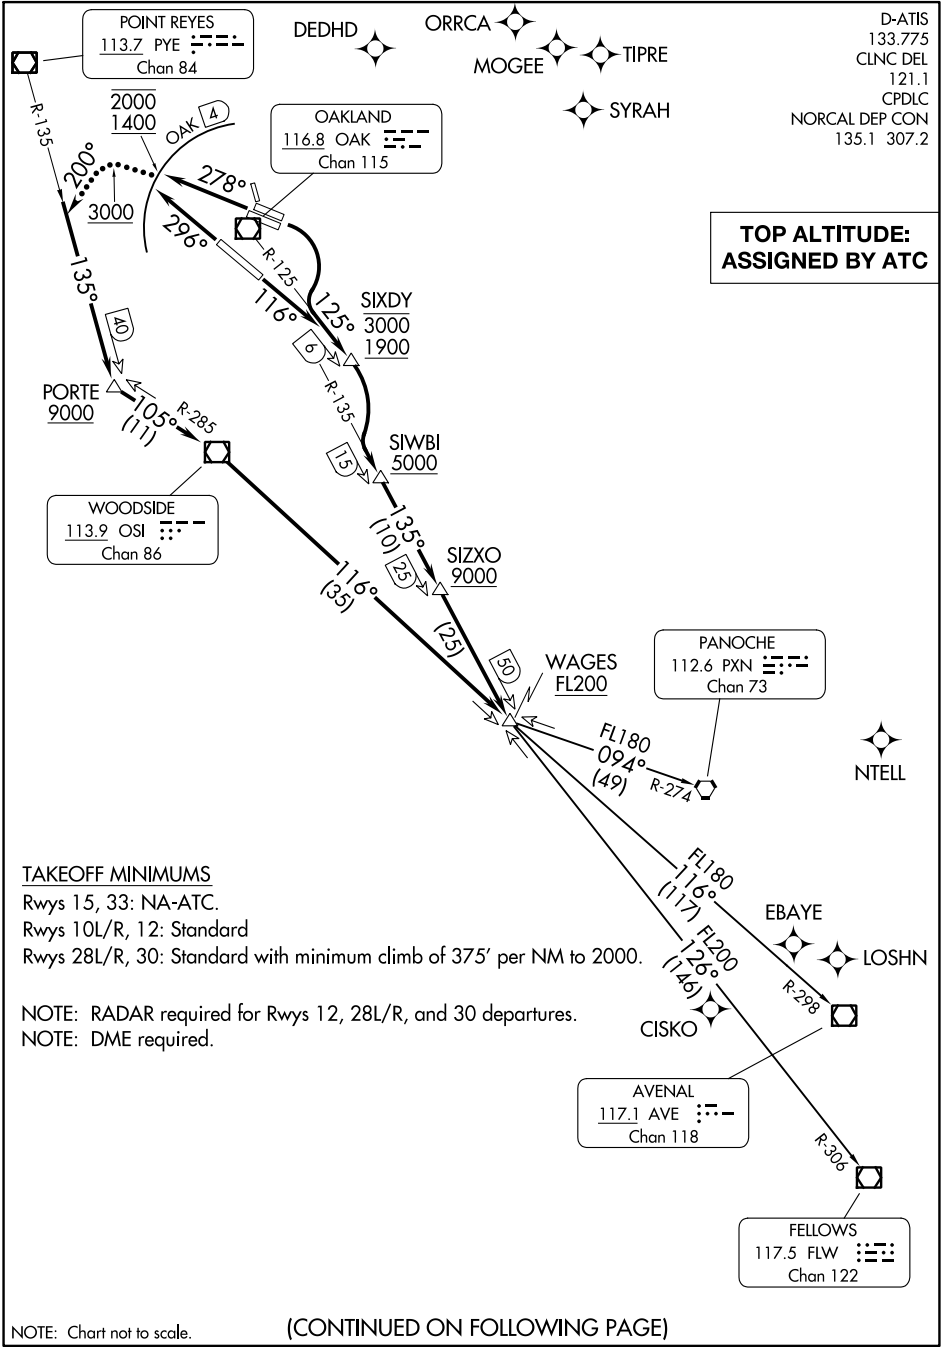 POINT REYES
113.7 PYE
Chan 84
DEDHD
ORRCA
MOGEE
TIPRE
SYRAH
D-ATIS
133.775
CLNC DEL
121.1
CPDLC
NORCAL DEP CON
135.1 307.2
R-135
2000
1400
OAK 4
OAKLAND
116.8 OAK
Chan 115
TOP ALTITUDE:
ASSIGNED BY ATC
200°
3000
278°
296°
R-125
135°
116°
125°
SIXDY
3000
1900
40
6
R-135
PORTE
9000
105°
(11)
R-285
15
SIWBI
5000
WOODSIDE
113.9 OSI
Chan 86
135°
(10)
25
SIZXO
9000
116°
(35)
(25)
50
WAGES
FL200
PANOCHE
112.6 PXN
Chan 73
FL180
094°
(49)
R-274
NTELL
TAKEOFF MINIMUMS
Rwys 15, 33: NA-ATC.
Rwys 10L/R, 12: Standard
Rwys 28L/R, 30: Standard with minimum climb of 375' per NM to 2000.
NOTE: RADAR required for Rwys 12, 28L/R, and 30 departures.
NOTE: DME required.
FL180
116°
(117)
FL200
126°
(146)
EBAYE
LOSHN
CISKO
R-298
AVENAL
117.1 AVE
Chan 118
R-306
FELLOWS
117.5 FLW
Chan 122
NOTE: Chart not to scale.
(CONTINUED ON FOLLOWING PAGE)